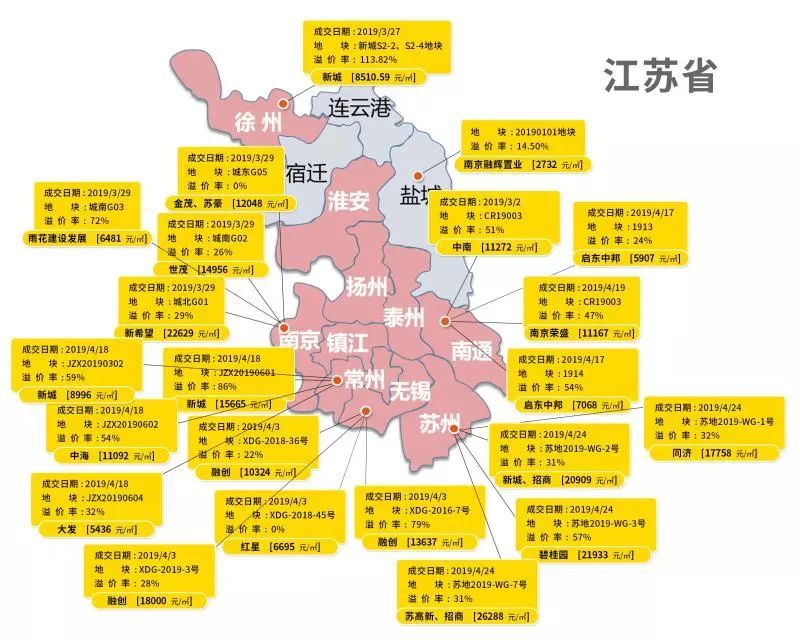 江苏省
成交日期：2019/3/27
地 块：新城S2-2、S2-4地块
溢 价 率：113.82%
新城 [8510.59 元/㎡]
徐州
连云港
宿迁
淮安
盐城
扬州
泰州
南京
镇江
南通
常州
无锡
苏州
地 块：20190101地块
溢 价 率：14.50%
南京融辉置业 [2732 元/㎡]
成交日期：2019/3/29
地 块：城东G05
溢 价 率：0%
金茂、苏豪 [12048 元/㎡]
成交日期：2019/3/29
地 块：城南G03
溢 价 率：72%
雨花建设发展 [6481 元/㎡]
成交日期：2019/3/29
地 块：城南G02
溢 价 率：26%
世茂 [14956 元/㎡]
成交日期：2019/3/29
地 块：城北G01
溢 价 率：29%
新希望 [22629 元/㎡]
成交日期：2019/3/2
地 块：CR19003
溢 价 率：51%
中南 [11272 元/㎡]
成交日期：2019/4/17
地 块：1913
溢 价 率：24%
启东中邦 [5907 元/㎡]
成交日期：2019/4/19
地 块：CR19003
溢 价 率：47%
南京荣盛 [11167 元/㎡]
成交日期：2019/4/17
地 块：1914
溢 价 率：54%
启东中邦 [7068 元/㎡]
成交日期：2019/4/18
地 块：JZX20190302
溢 价 率：59%
新城 [8996 元/㎡]
成交日期：2019/4/18
地 块：JZX20190601
溢 价 率：86%
新城 [15665 元/㎡]
成交日期：2019/4/18
地 块：JZX20190602
溢 价 率：54%
中海 [11092 元/㎡]
成交日期：2019/4/18
地 块：JZX20190604
溢 价 率：32%
大发 [5436 元/㎡]
成交日期：2019/4/3
地 块：XDG-2018-36号
溢 价 率：22%
融创 [10324 元/㎡]
成交日期：2019/4/3
地 块：XDG-2018-45号
溢 价 率：0%
红星 [6695 元/㎡]
成交日期：2019/4/3
地 块：XDG-2016-7号
溢 价 率：79%
融创 [13637 元/㎡]
成交日期：2019/4/3
地 块：XDG-2019-3号
溢 价 率：28%
融创 [18000 元/㎡]
成交日期：2019/4/24
地 块：苏地2019-WG-1号
溢 价 率：32%
同济 [17758 元/㎡]
成交日期：2019/4/24
地 块：苏地2019-WG-2号
溢 价 率：31%
新城、招商 [20909 元/㎡]
成交日期：2019/4/24
地 块：苏地2019-WG-3号
溢 价 率：57%
碧桂园 [21933 元/㎡]
成交日期：2019/4/24
地 块：苏地2019-WG-7号
溢 价 率：31%
苏高新、招商 [26288 元/㎡]